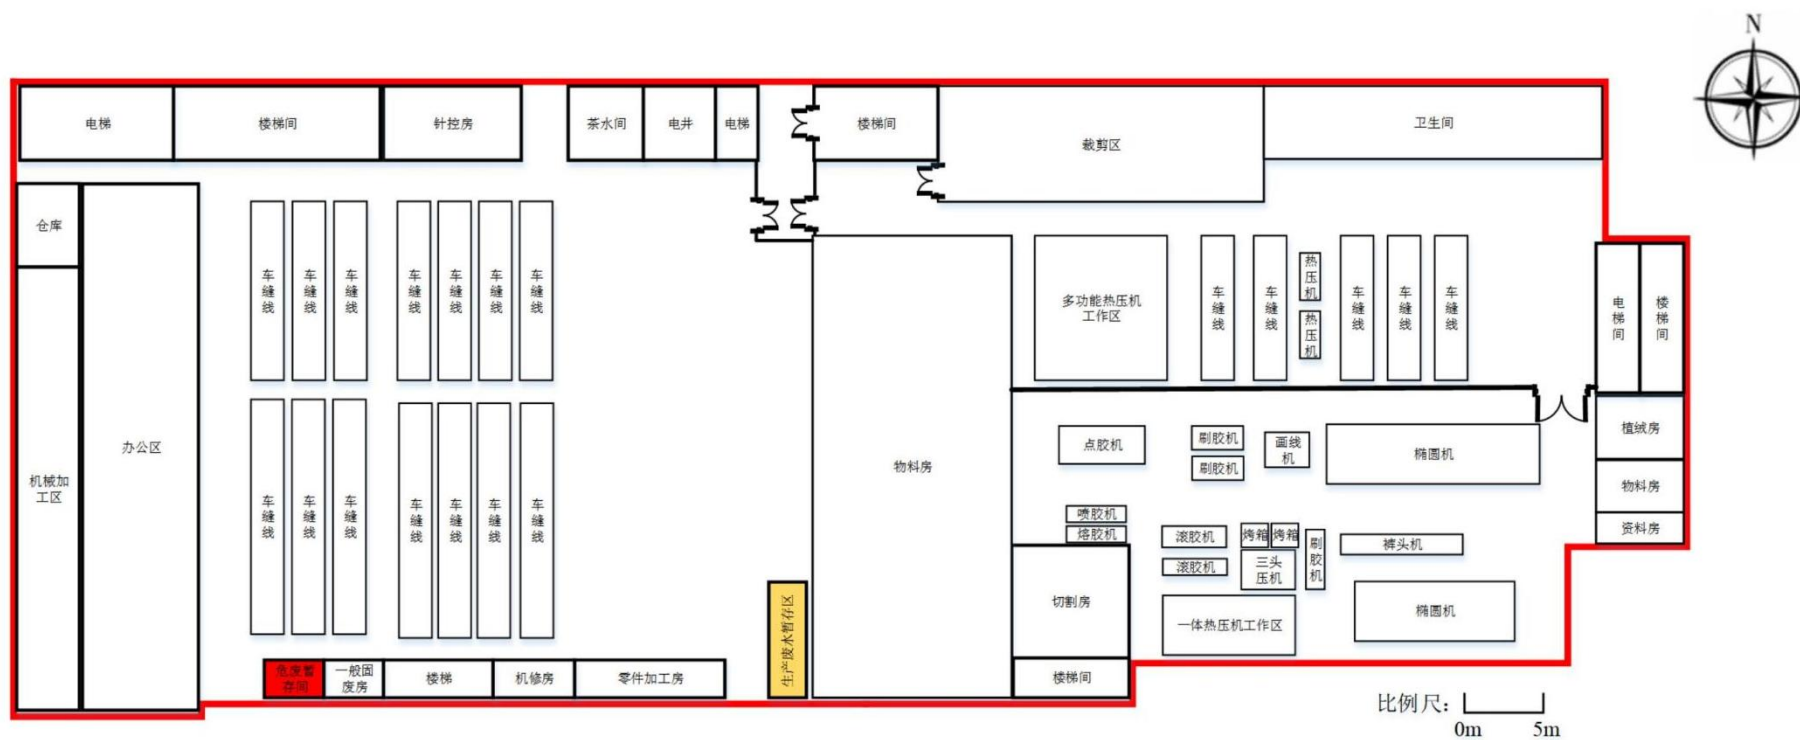 N
电梯
楼梯间
针控房
茶水间
电井
电梯
楼梯间
裁剪区
卫生间
仓库
机械加
工区
办公区
车缝线
车缝线
车缝线
车缝线
车缝线
车缝线
车缝线
车缝线
车缝线
车缝线
车缝线
车缝线
车缝线
车缝线
物料房
多功能热压机
工作区
车缝线
车缝线
热压机
热压机
车缝线
车缝线
车缝线
电梯间
楼梯间
点胶机
刷胶机
刷胶机
画线
机
椭圆机
植绒房
物料房
资料房
喷胶机
熔胶机
滚胶机
滚胶机
烤箱
烤箱
三头
压机
刷胶机
裤头机
切割房
一体热压机工作区
椭圆机
楼梯间
危废暂
存间
一般固
废房
楼梯
机修房
零件加工房
生产废水暂存区
比例尺：
0m
5m